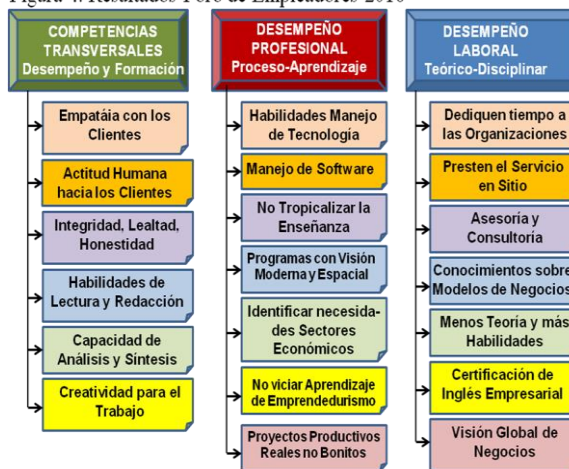 Figura 4. Resultados Foro de Empleadores 2016
COMPETENCIAS
TRANSVERSALES
Desempeño y Formación
Empatáia con los
Clientes
Actitud Humana
hacia los Clientes
Integridad, Lealtad,
Honestidad
Habilidades de
Lectura y Redacción
Capacidad de
Análisis y Síntesis
Creatividad para el
Trabajo
DESEMPEÑO
PROFESIONAL
Proceso-Aprendizaje
Habilidades Manejo
de Tecnología
Manejo de Software
No Tropicalizar la
Enseñanza
Programas con Visión
Moderna y Espacial
Identificar necesida-
des Sectores
Económicos
No viciar Aprendizaje
de Emprendedurismo
Proyectos Productivos
Reales no Bonitos
DESEMPEÑO
LABORAL
Teórico-Disciplinar
Dediquen tiempo a
las Organizaciones
Presten el Servicio
en Sitio
Asesoría y
Consultoría
Conocimientos sobre
Modelos de Negocios
Menos Teoría y más
Habilidades
Certificación de
Inglés Empresarial
Visión Global de
Negocios